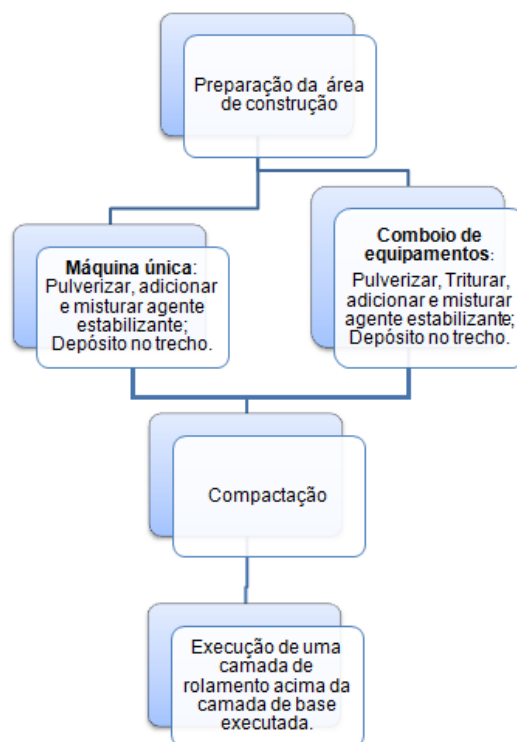 Preparação da área
de construção
Máquina única:
Pulverizar, adicionar
e misturar agente
estabilizante;
Depósito no trecho.
Comboio de
equipamentos:
Pulverizar, Triturar,
adicionar e misturar
agente estabilizante;
Depósito no trecho.
Compactação
Execução de uma
camada de
rolamento acima da
camada de base
executada.